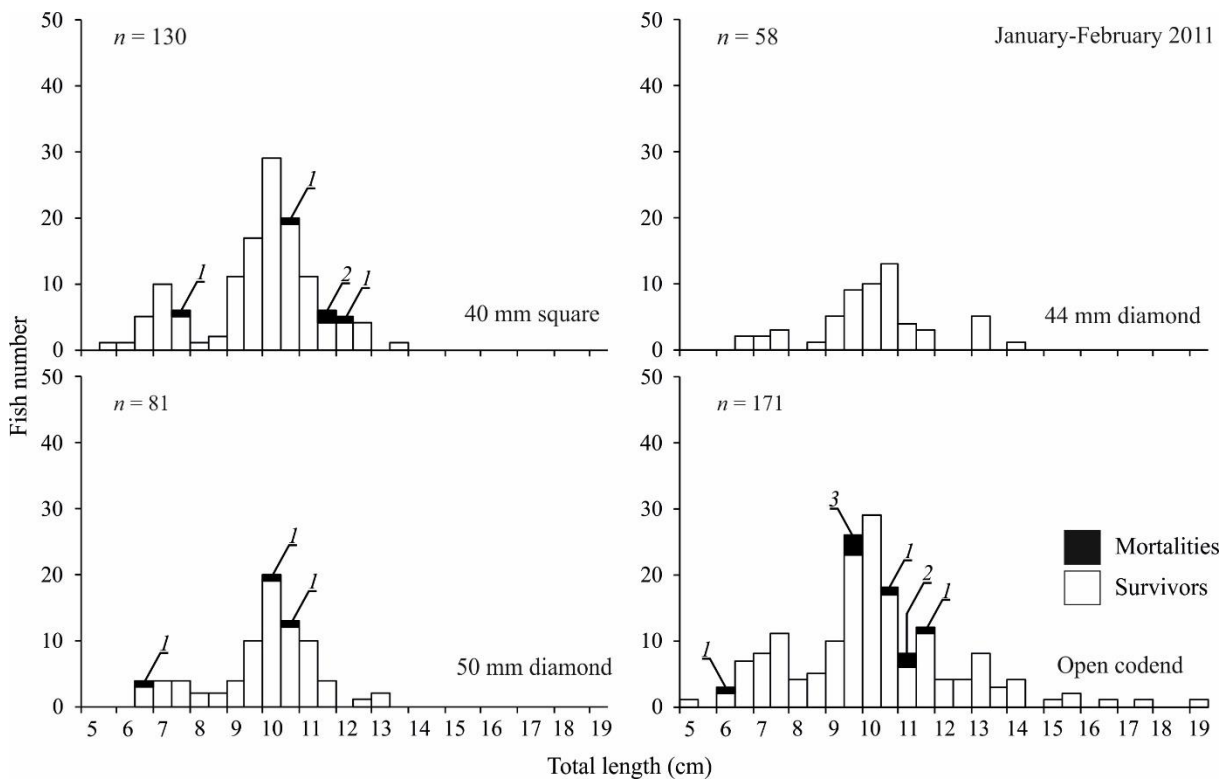 50
40
30
20
10
0
n = 130
1
1
2
1
40 mm square
50
40
30
20
10
0
n = 58
January-February 2011
44 mm diamond
Fish number
50
40
30
20
10
0
n = 81
1
1
1
50 mm diamond
5 6 7 8 9 10 11 12 13 14 15 16 17 18 19
50
40
30
20
10
0
n = 171
1
3
1
2
1
Mortalities
Survivors
Open codend
5 6 7 8 9 10 11 12 13 14 15 16 17 18 19
Total length (cm)